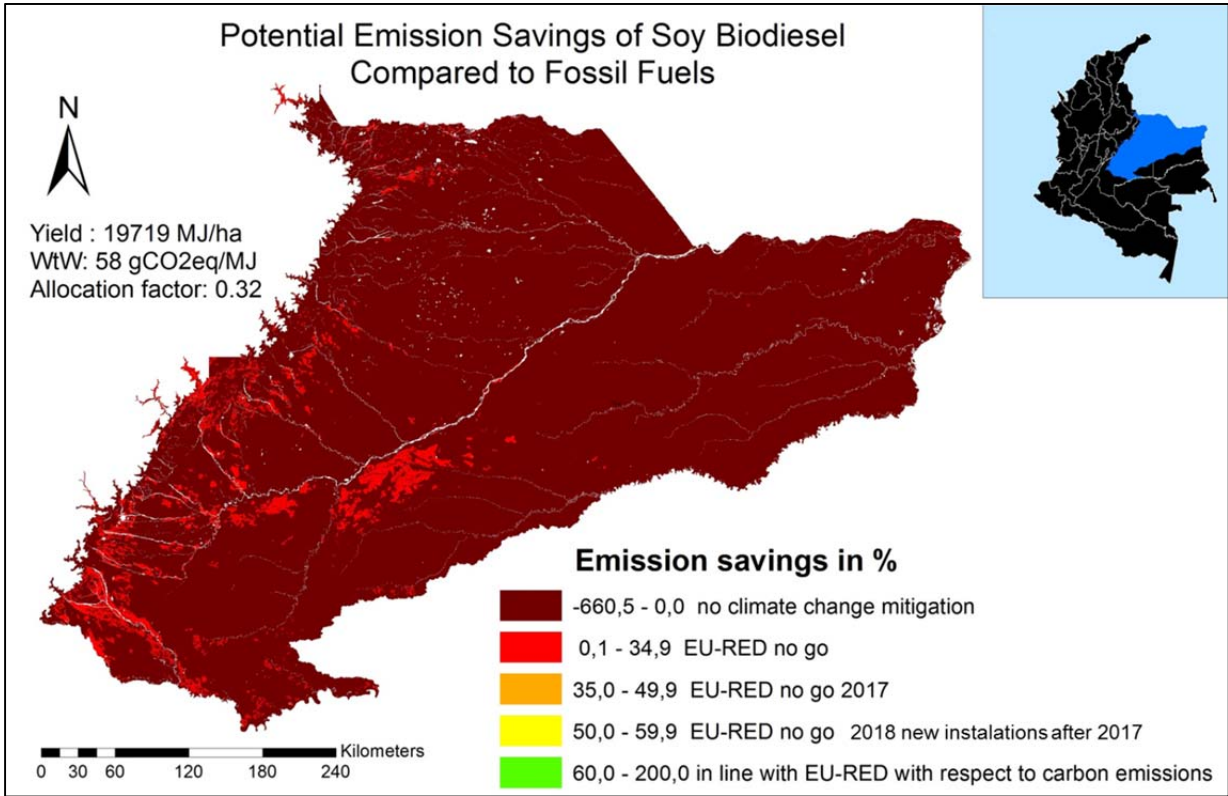 Potential Emission Savings of Soy Biodiesel
Compared to Fossil Fuels
N
Yield : 19719 MJ/ha
WtW: 58 gCO2eq/MJ
Allocation factor: 0.32
Emission savings in %
-660,5 - 0,0 no climate change mitigation
0,1 - 34,9 EU-RED no go
35,0 - 49,9 EU-RED no go 2017
50,0 - 59,9 EU-RED no go 2018 new instalations after 2017
60,0 - 200,0 in line with EU-RED with respect to carbon emissions
Kilometers
0 30 60 120 180 240